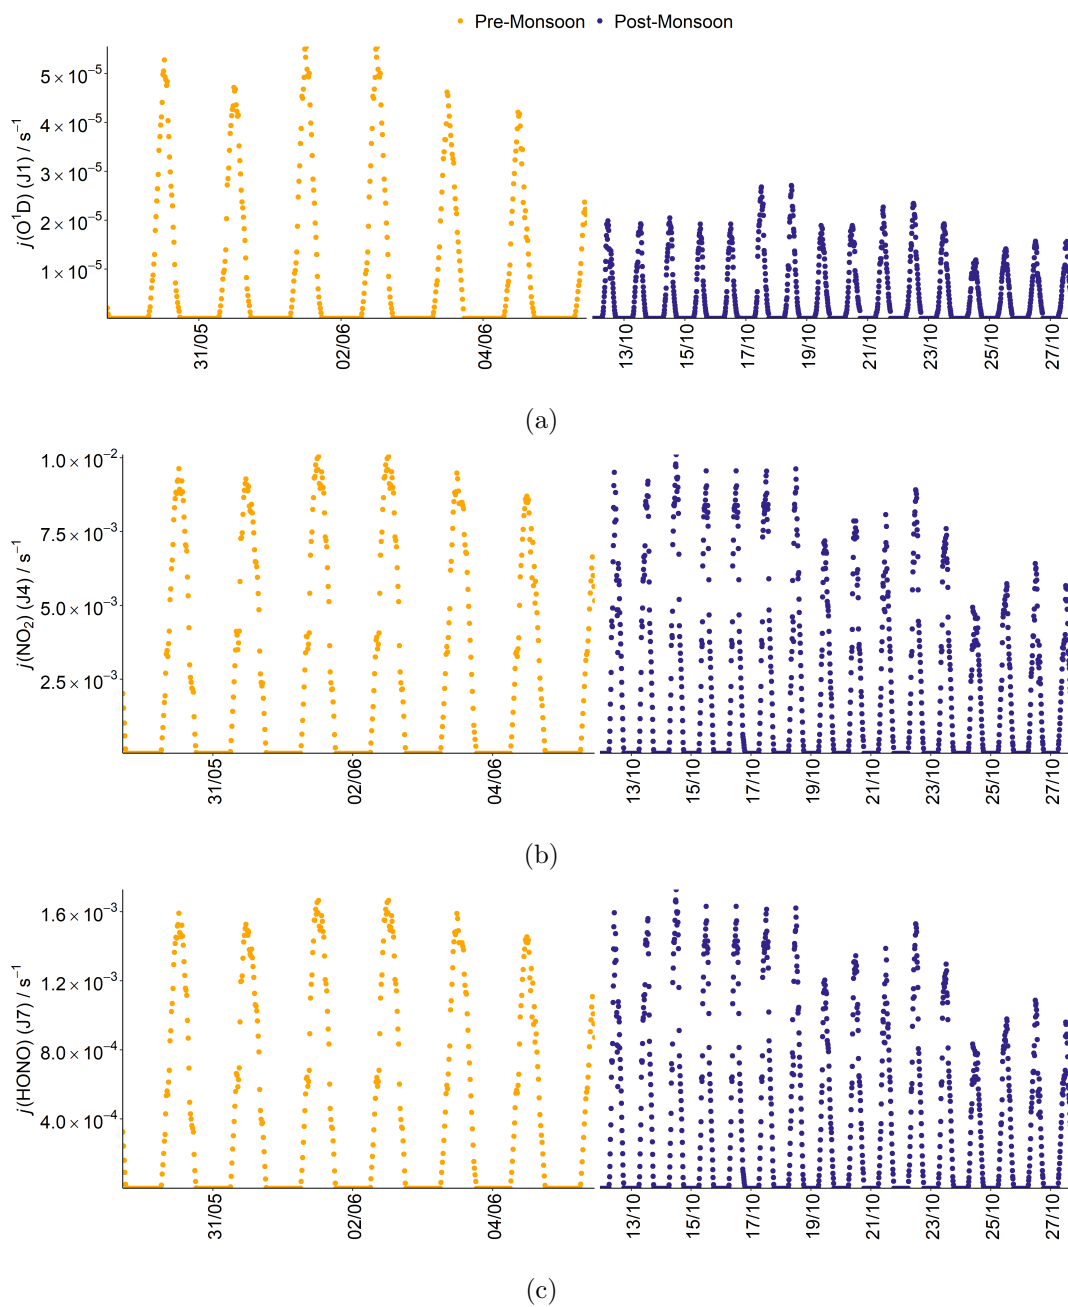 Pre-Monsoon Post-Monsoon
j(O¹D) (J1) / s⁻¹
5 × 10⁻⁵
4 × 10⁻⁵
3 × 10⁻⁵
2 × 10⁻⁵
1 × 10⁻⁵
31/05 02/06 04/06 13/10 15/10 17/10 19/10 21/10 23/10 25/10 27/10
(a)
j(NO₂) (J4) / s⁻¹
1.0 × 10⁻²
7.5 × 10⁻³
5.0 × 10⁻³
2.5 × 10⁻³
31/05 02/06 04/06 13/10 15/10 17/10 19/10 21/10 23/10 25/10 27/10
(b)
j(HONO) (J7) / s⁻¹
1.6 × 10⁻³
1.2 × 10⁻³
8.0 × 10⁻⁴
4.0 × 10⁻⁴
31/05 02/06 04/06 13/10 15/10 17/10 19/10 21/10 23/10 25/10 27/10
(c)